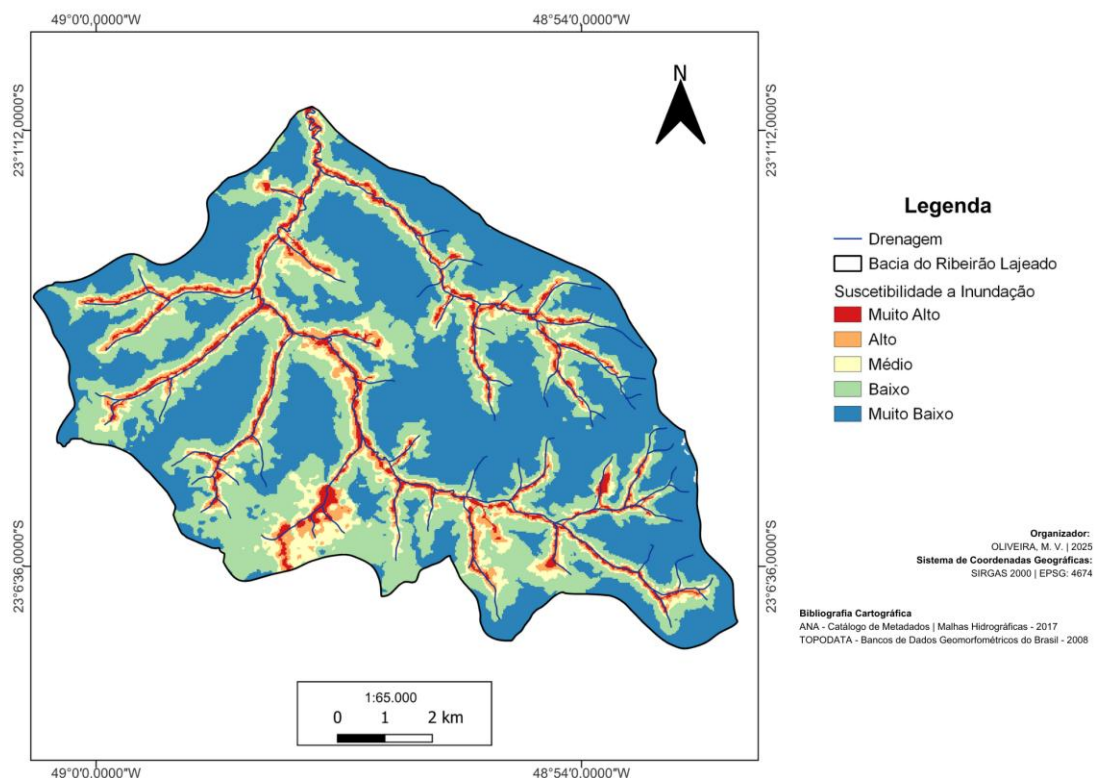 49°0'0,0000"W
48°54'0,0000"W
23°1'12,0000"S
23°1'12,0000"S
N
23°6'36,0000"S
23°6'36,0000"S
1:65.000
0 1 2 km
49°0'0,0000"W
48°54'0,0000"W
Legenda
Drenagem
Bacia do Ribeirão Lajeado
Suscetibilidade a Inundação
Muito Alto
Alto
Médio
Baixo
Muito Baixo
Organizador:
OLIVEIRA, M. V. | 2025
Sistema de Coordenadas Geográficas:
SIRGAS 2000 | EPSG: 4674
Bibliografia Cartográfica
ANA - Catálogo de Metadados | Malhas Hidrográficas - 2017
TOPODATA - Bancos de Dados Geomorfométricos do Brasil - 2008